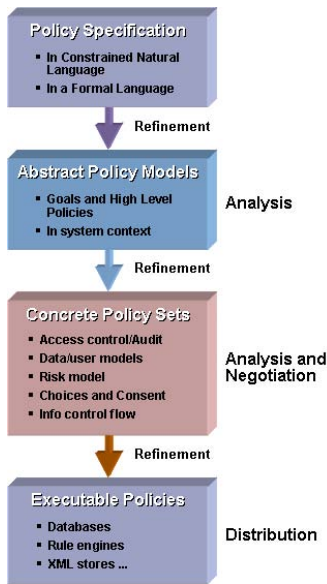 Policy Specification
▪ In Constrained Natural
Language
▪ In a Formal Language
Refinement
Abstract Policy Models
▪ Goals and High Level
Policies
▪ In system context
Analysis
Refinement
Concrete Policy Sets
▪ Access control/Audit
▪ Data/user models
▪ Risk model
▪ Choices and Consent
▪ Info control flow
Analysis and
Negotiation
Refinement
Executable Policies
▪ Databases
▪ Rule engines
▪ XML stores ...
Distribution